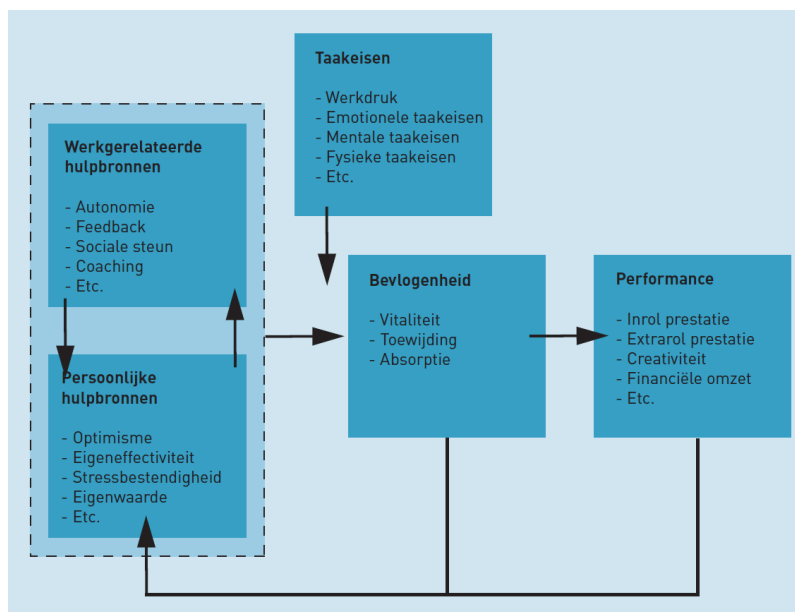 Taakeisen
- Werkdruk
- Emotionele taakeisen
- Mentale taakeisen
- Fysieke taakeisen
- Etc.
Werkgerelateerde
hulpbronnen
- Autonomie
- Feedback
- Sociale steun
- Coaching
- Etc.
Persoonlijke
hulpbronnen
- Optimisme
- Eigeneffectiviteit
- Stressbestendigheid
- Eigenwaarde
- Etc.
Bevlogenheid
- Vitaliteit
- Toewijding
- Absorptie
Performance
- Inrol prestatie
- Extrarol prestatie
- Creativiteit
- Financiële omzet
- Etc.